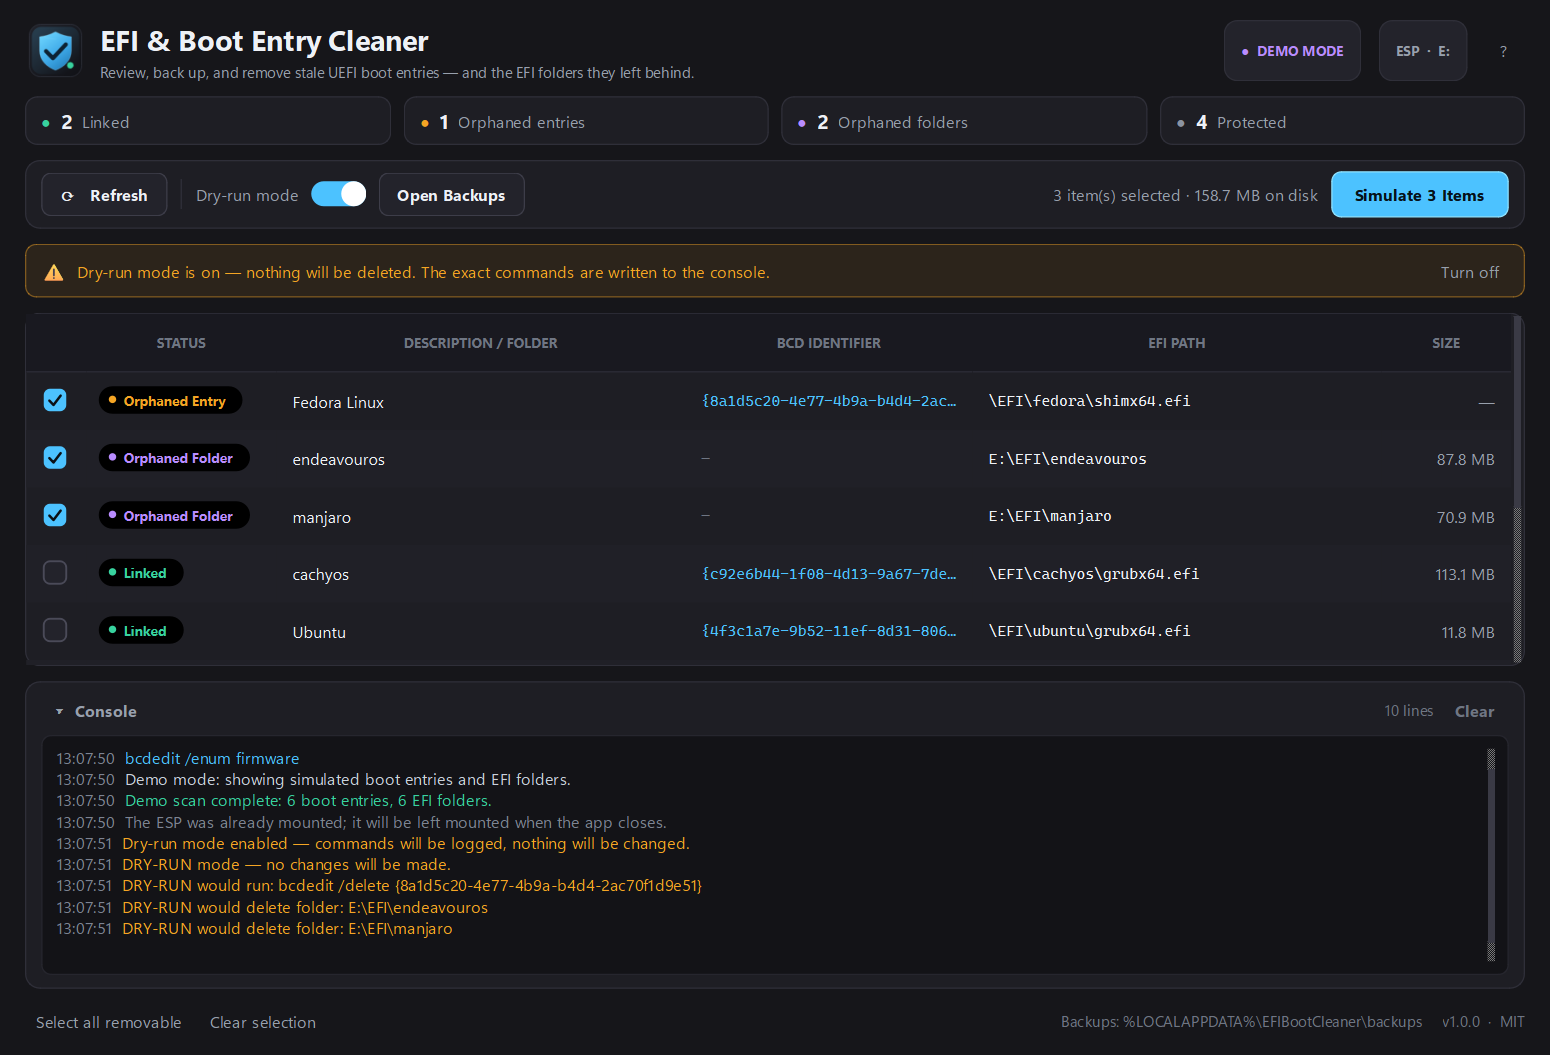 EFI & Boot Entry Cleaner
Review, back up, and remove stale UEFI boot entries — and the EFI folders they left behind.
● DEMO MODE
ESP · E:
?
● 2 Linked
● 1 Orphaned entries
● 2 Orphaned folders
● 4 Protected
⟳ Refresh
Dry-run mode
Open Backups
3 item(s) selected · 158.7 MB on disk
Simulate 3 Items
Dry-run mode is on — nothing will be deleted. The exact commands are written to the console.
Turn off
STATUS DESCRIPTION / FOLDER BCD IDENTIFIER EFI PATH SIZE
● Orphaned Entry Fedora Linux {8a1d5c20-4e77-4b9a-b4d4-2ac… \EFI\fedora\shimx64.efi —
● Orphaned Folder endeavouros — E:\EFI\endeavouros 87.8 MB
● Orphaned Folder manjaro — E:\EFI\manjaro 70.9 MB
● Linked cachyos {c92e6b44-1f08-4d13-9a67-7de… \EFI\cachyos\grubx64.efi 113.1 MB
● Linked Ubuntu {4f3c1a7e-9b52-11ef-8d31-806… \EFI\ubuntu\grubx64.efi 11.8 MB
▾ Console
10 lines
Clear
13:07:50 bcdedit /enum firmware
13:07:50 Demo mode: showing simulated boot entries and EFI folders.
13:07:50 Demo scan complete: 6 boot entries, 6 EFI folders.
13:07:50 The ESP was already mounted; it will be left mounted when the app closes.
13:07:51 Dry-run mode enabled — commands will be logged, nothing will be changed.
13:07:51 DRY-RUN mode — no changes will be made.
13:07:51 DRY-RUN would run: bcdedit /delete {8a1d5c20-4e77-4b9a-b4d4-2ac70f1d9e51}
13:07:51 DRY-RUN would delete folder: E:\EFI\endeavouros
13:07:51 DRY-RUN would delete folder: E:\EFI\manjaro
Select all removable
Clear selection
Backups: %LOCALAPPDATA%\EFIBootCleaner\backups
v1.0.0 · MIT